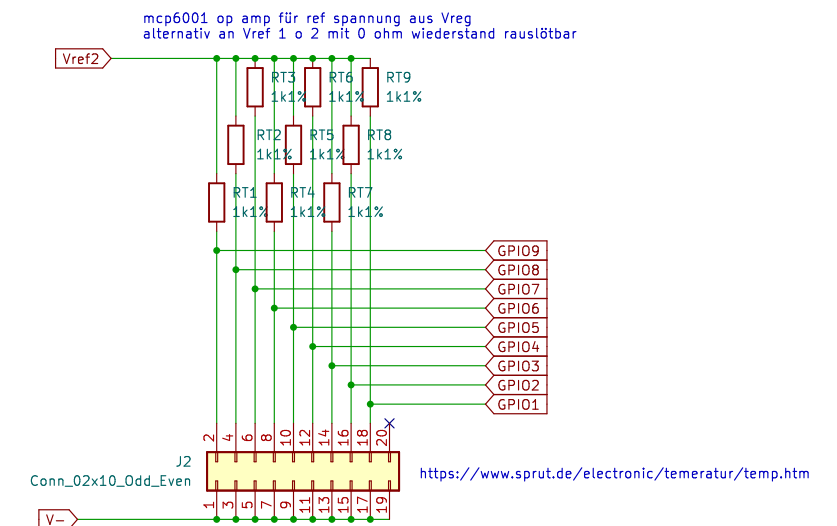 mcp6001 op amp für ref spannung aus Vreg
alternativ an Vref 1 o 2 mit 0 ohm wiederstand rauslötbar
Vref2
RT3 RT6 RT9
1k1% 1k1% 1k1%
RT2 RT5 RT8
1k1% 1k1% 1k1%
RT1 RT4 RT7
1k1% 1k1% 1k1%
GPIO9
GPIO8
GPIO7
GPIO6
GPIO5
GPIO4
GPIO3
GPIO2
GPIO1
2 4 6 8 10 12 14 16 18 20
J2
Conn_02x10_Odd_Even
https://www.sprut.de/electronic/temeratur/temp.htm
1 3 5 7 9 11 13 15 17 19
V-